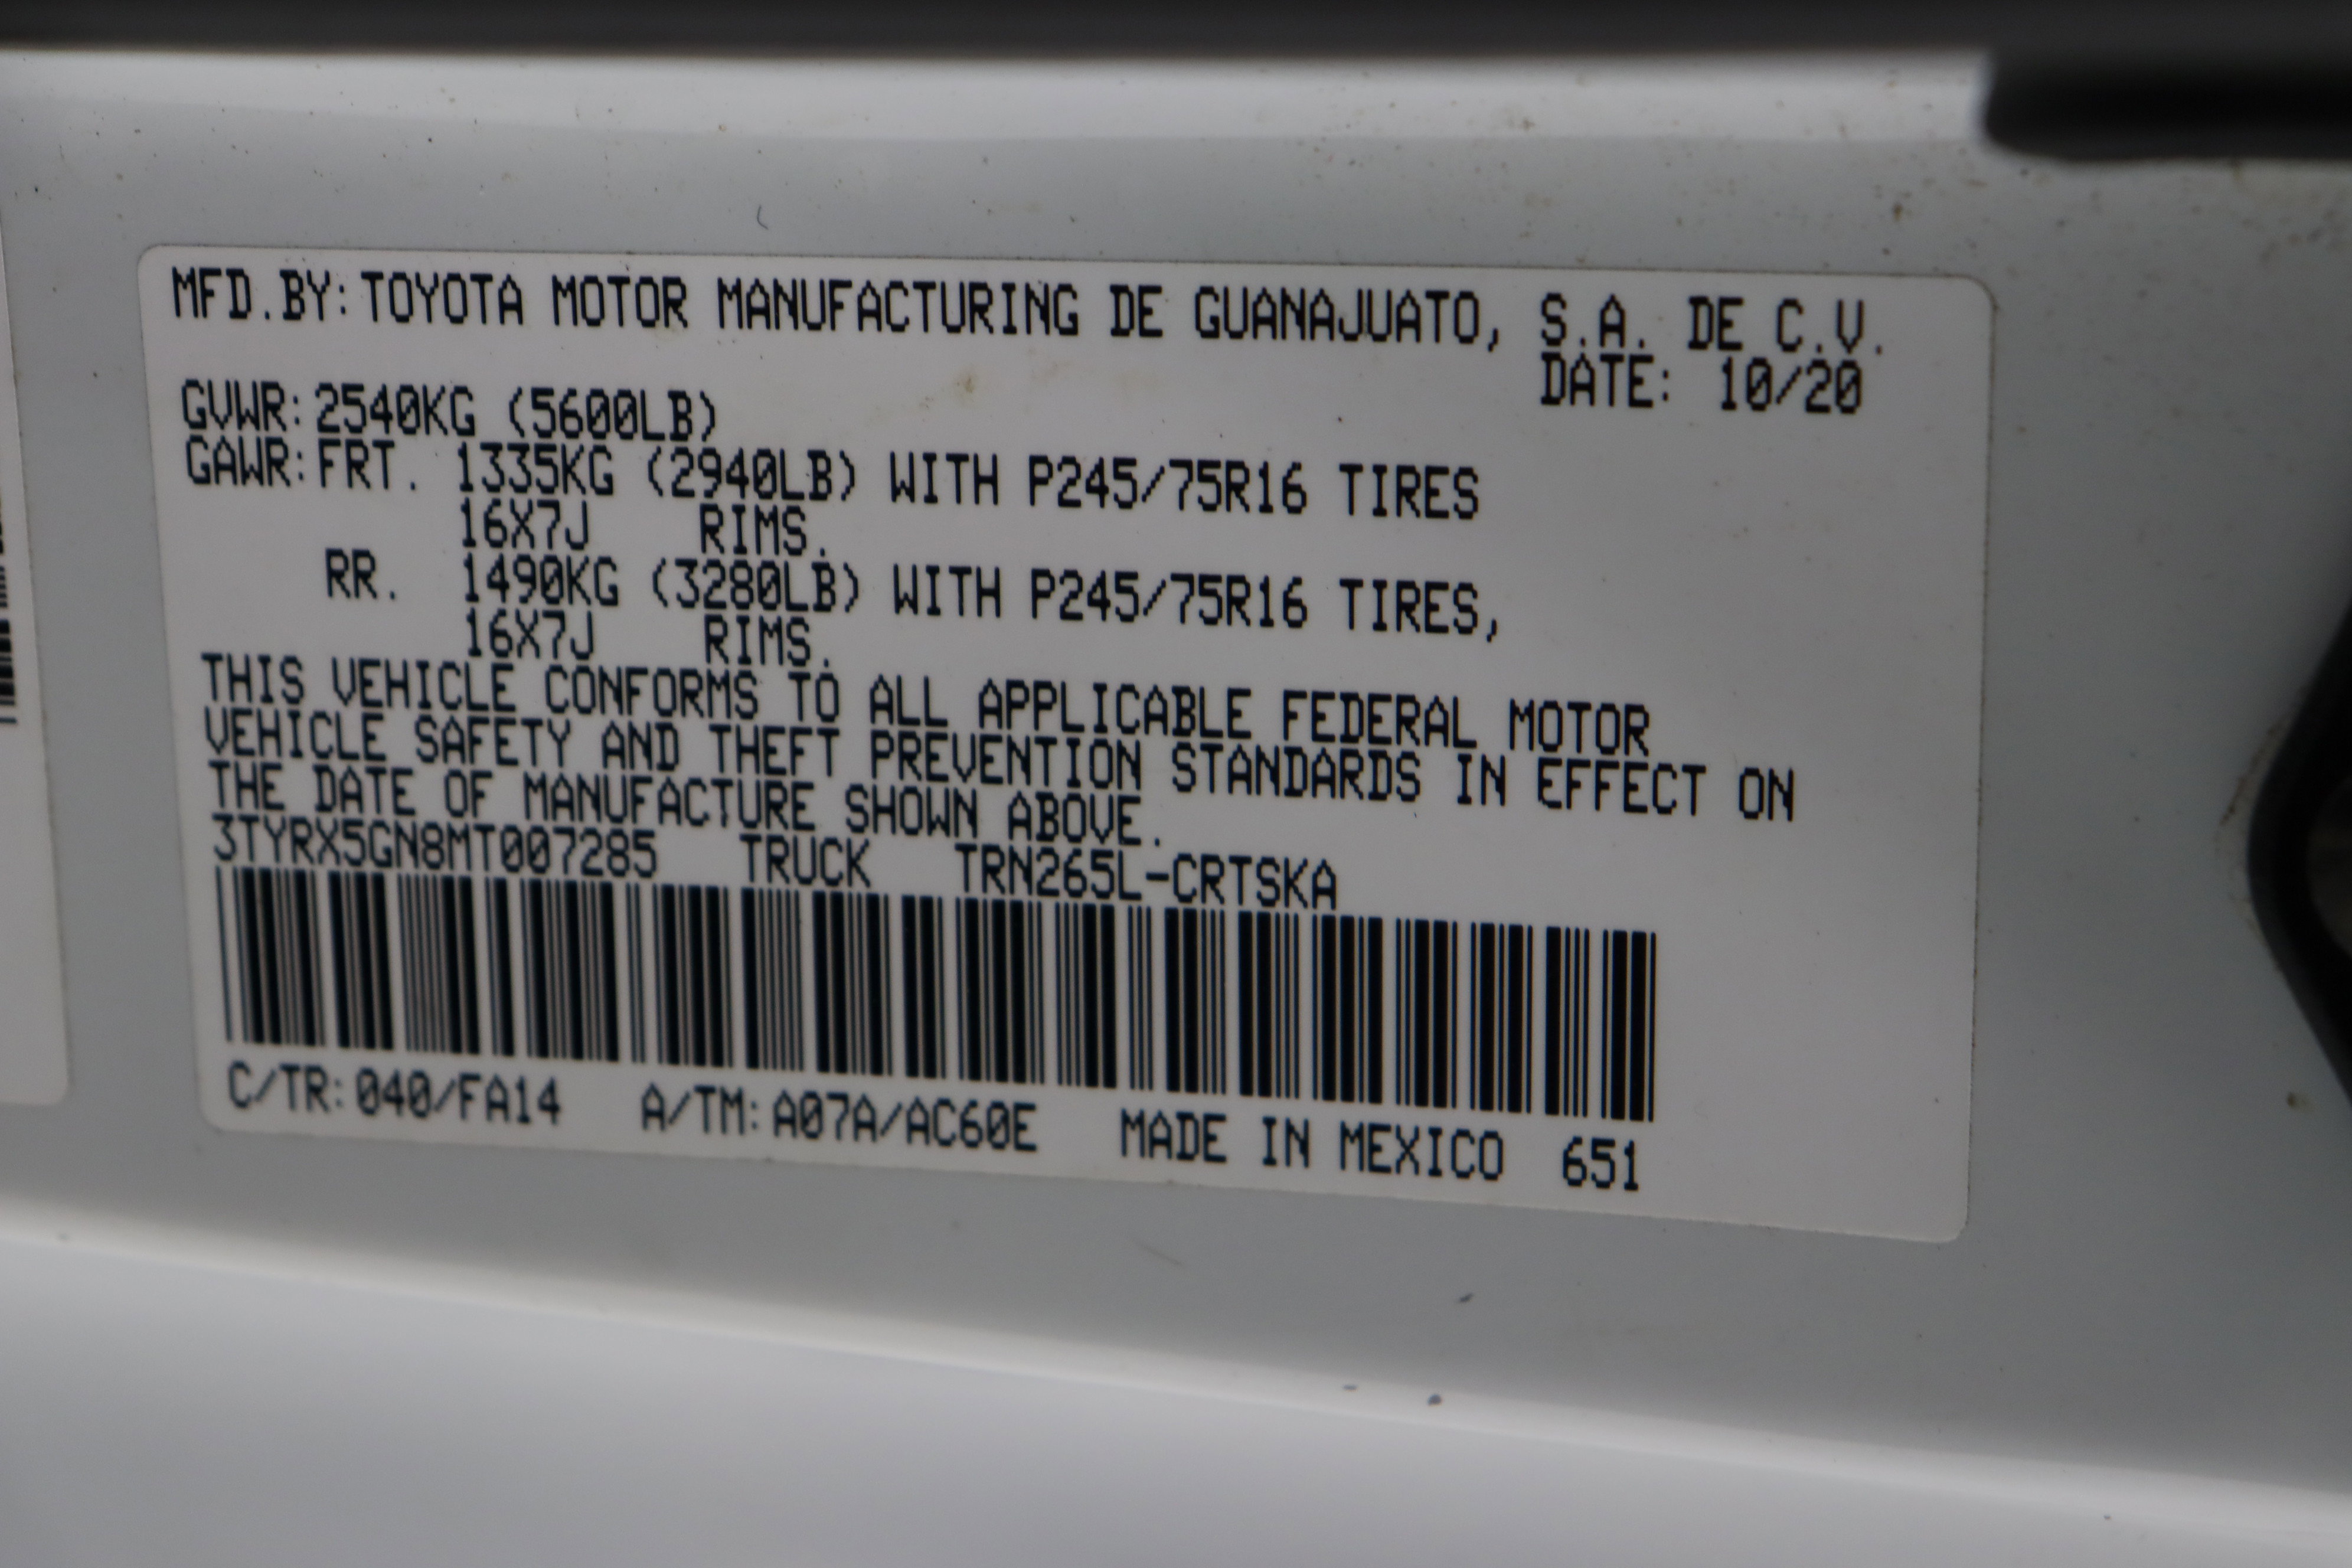 MFD.BY: TOYOTA MOTOR MANUFACTURING DE GUANAJUATO, S.A. DE C.V.
DATE: 10/20
GVWR: 2540KG (5600LB)
GAWR: FRT. 1335KG (2940LB) WITH P245/75R16 TIRES
16X7J RIMS.
RR. 1490KG (3280LB) WITH P245/75R16 TIRES,
16X7J RIMS.
THIS VEHICLE CONFORMS TO ALL APPLICABLE FEDERAL MOTOR
VEHICLE SAFETY AND THEFT PREVENTION STANDARDS IN EFFECT ON
THE DATE OF MANUFACTURE SHOWN ABOVE.
3TYRX5GN8MT007285 TRUCK TRN265L-CRTSKA
C/TR: 040/FA14 A/TM: A07A/AC60E MADE IN MEXICO 651